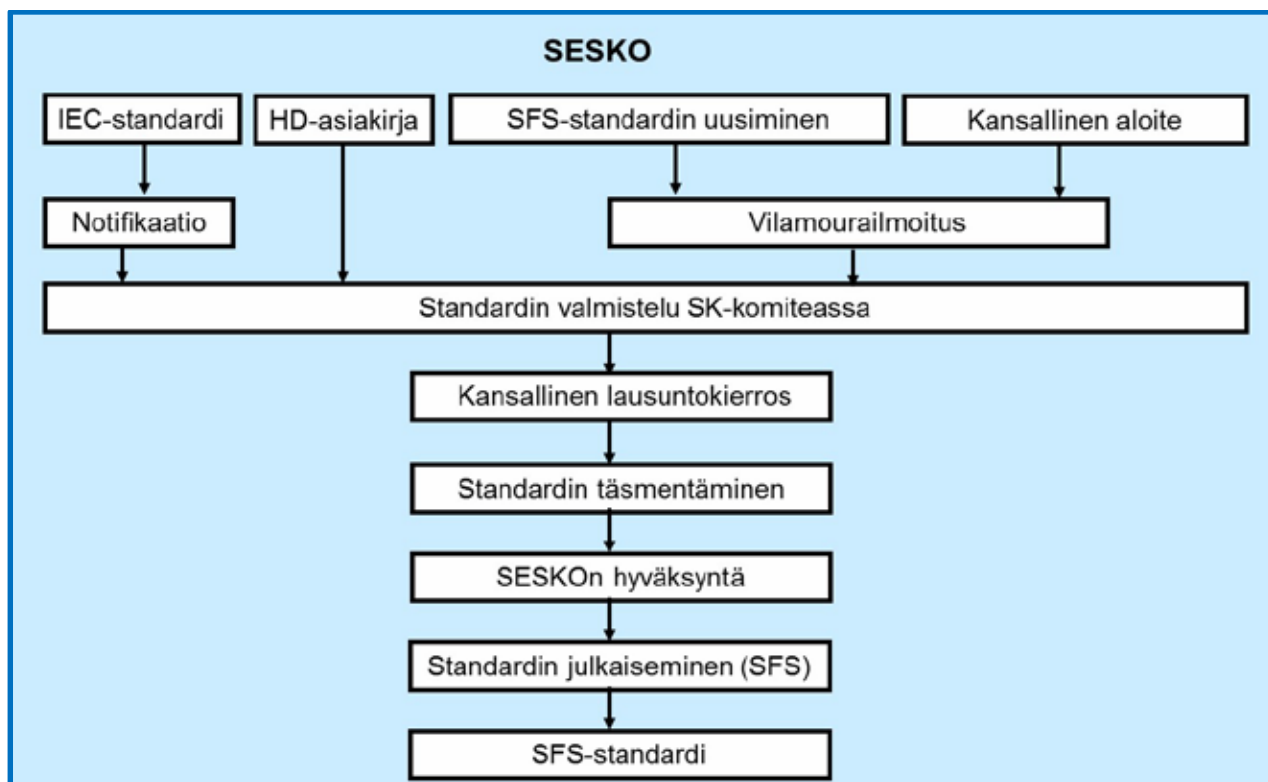 SESKO
IEC-standardi
HD-asiakirja
SFS-standardin uusiminen
Kansallinen aloite
Notifikaatio
Vilamourailmoitus
Standardin valmistelu SK-komiteassa
Kansallinen lausuntokierros
Standardin täsmentäminen
SESKOn hyväksyntä
Standardin julkaiseminen (SFS)
SFS-standardi